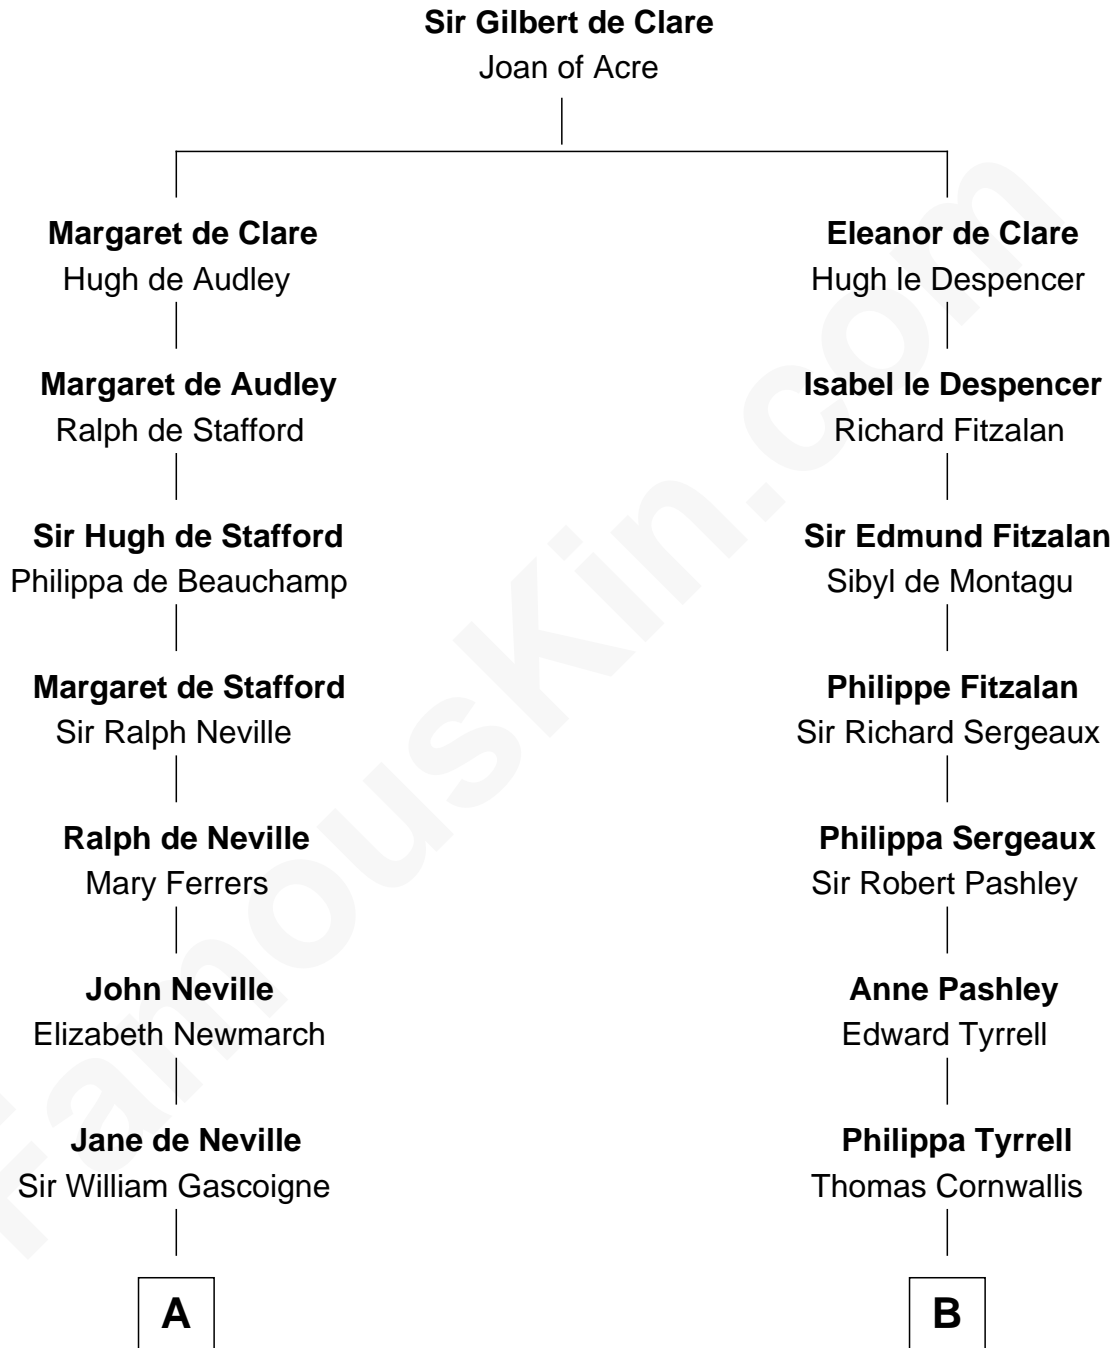 Sir Gilbert de Clare
Joan of Acre
Margaret de Clare
Hugh de Audley
Margaret de Audley
Ralph de Stafford
Sir Hugh de Stafford
Philippa de Beauchamp
Margaret de Stafford
Sir Ralph Neville
Ralph de Neville
Mary Ferrers
John Neville
Elizabeth Newmarch
Jane de Neville
Sir William Gascoigne
A
Eleanor de Clare
Hugh le Despencer
Isabel le Despencer
Richard Fitzalan
Sir Edmund Fitzalan
Sibyl de Montagu
Philippe Fitzalan
Sir Richard Sergeaux
Philippa Sergeaux
Sir Robert Pashley
Anne Pashley
Edward Tyrrell
Philippa Tyrrell
Thomas Cornwallis
B
FamousKin.com